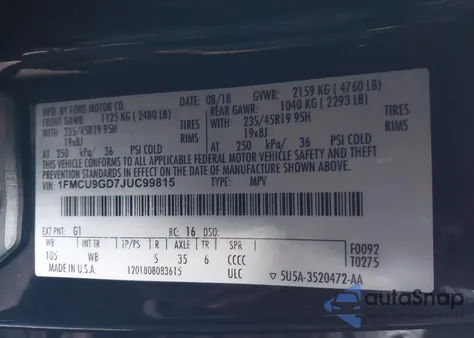 MFD. BY FORD MOTOR CO. DATE: 08/18 GVWR: 2159 KG (4760 LB)
FRONT GAWR: 1125 KG (2480 LB) REAR GAWR: 1040 KG (2293 LB)
WITH 235/45R19 95H TIRES WITH 235/45R19 95H TIRES
19x8J RIMS 19x8J RIMS
AT 250 kPa/ 36 PSI COLD AT 250 kPa/ 36 PSI COLD
THIS VEHICLE CONFORMS TO ALL APPLICABLE FEDERAL MOTOR VEHICLE SAFETY, BUMPER AND THEFT
PREVENTION STANDARDS IN EFFECT ON THE DATE OF MANUFACTURE SHOWN ABOVE.
VIN: 1FMCU9GD7JUC99815 TYPE: MPV
EXT PNT: G1 RC: 16 DSO:
WB INT TR TP/PS R AXLE TR SPR F0092
105 WB 5 35 6 CCCC T0275
MADE IN U.S.A. 1201808083615 ULC ▽ 5U5A-3520472-AA
autoSnap